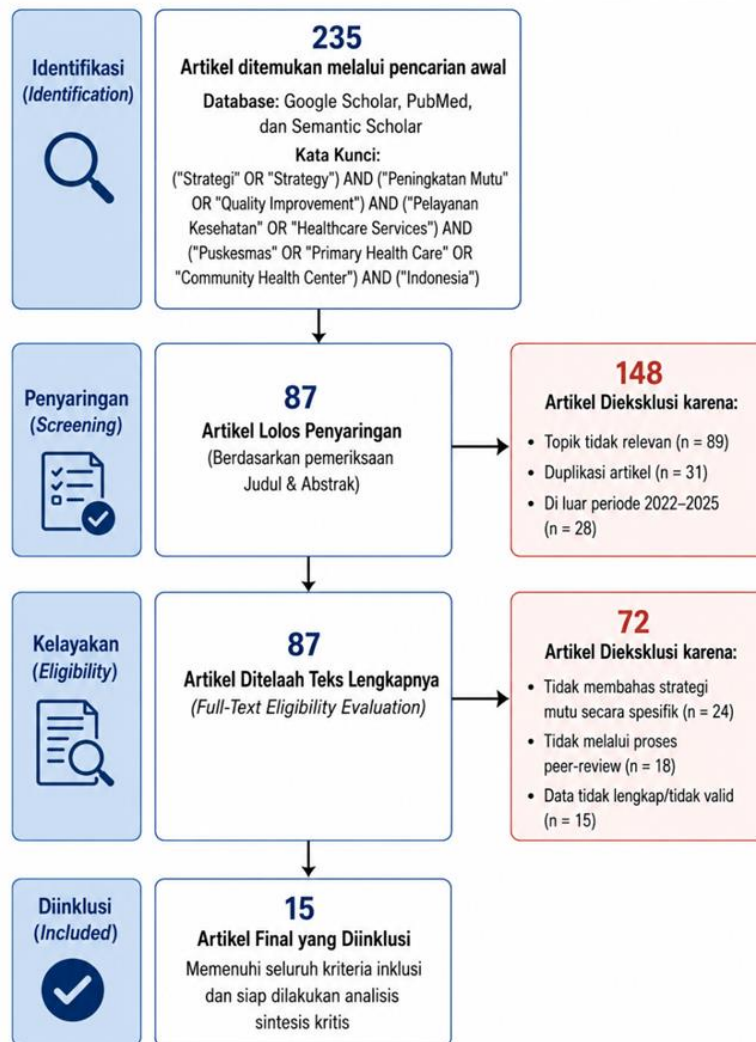 Identifikasi
(Identification)
235
Artikel ditemukan melalui pencarian awal
Database: Google Scholar, PubMed,
dan Semantic Scholar
Kata Kunci:
("Strategi" OR "Strategy") AND ("Peningkatan Mutu"
OR "Quality Improvement") AND ("Pelayanan
Kesehatan" OR "Healthcare Services") AND
("Puskesmas" OR "Primary Health Care" OR
"Community Health Center") AND ("Indonesia")
Penyaringan
(Screening)
87
Artikel Lolos Penyaringan
(Berdasarkan pemeriksaan
Judul & Abstrak)
148
Artikel Dieksklusi karena:
• Topik tidak relevan (n = 89)
• Duplikasi artikel (n = 31)
• Di luar periode 2022–2025
(n = 28)
Kelayakan
(Eligibility)
87
Artikel Ditelaah Teks Lengkapnya
(Full-Text Eligibility Evaluation)
72
Artikel Dieksklusi karena:
• Tidak membahas strategi
mutu secara spesifik (n = 24)
• Tidak melalui proses
peer-review (n = 18)
• Data tidak lengkap/tidak valid
(n = 15)
Diinklusi
(Included)
15
Artikel Final yang Diinklusi
Memenuhi seluruh kriteria inklusi
dan siap dilakukan analisis
sintesis kritis